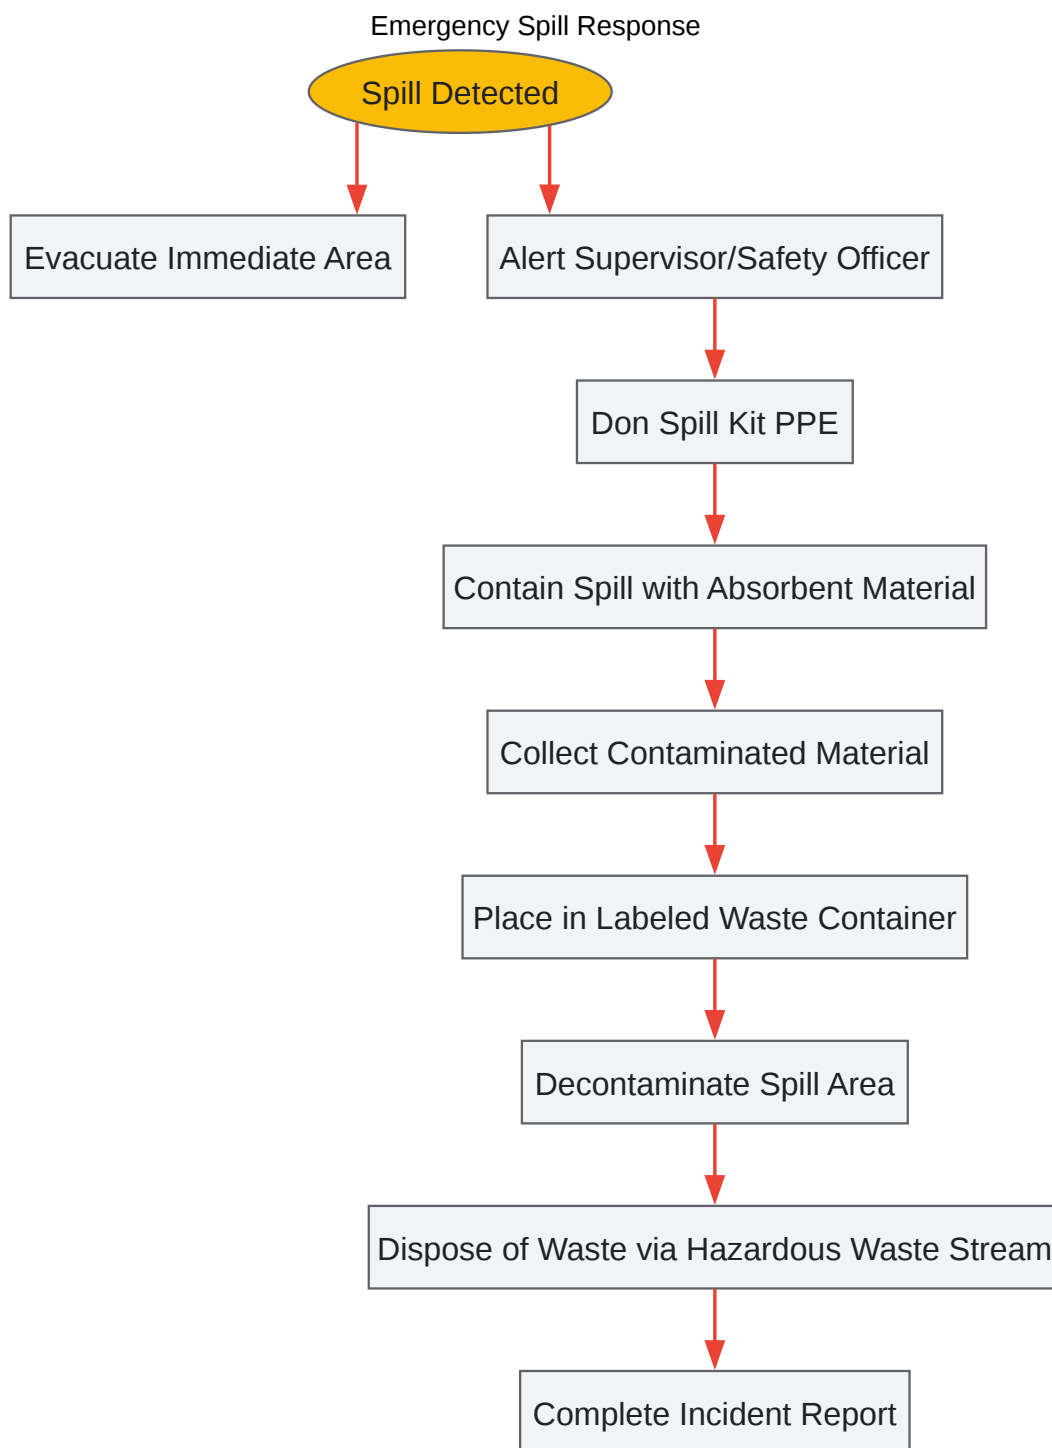 Emergency Spill Response
Spill Detected
Evacuate Immediate Area
Alert Supervisor/Safety Officer
Don Spill Kit PPE
Contain Spill with Absorbent Material
Collect Contaminated Material
Place in Labeled Waste Container
Decontaminate Spill Area
Dispose of Waste via Hazardous Waste Stream
Complete Incident Report